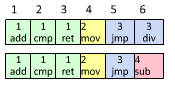 1 2 3 4 5 6
1 1 1 2 3 3
add cmp ret mov jmp div
1 1 1 2 3 4
add cmp ret mov jmp sub